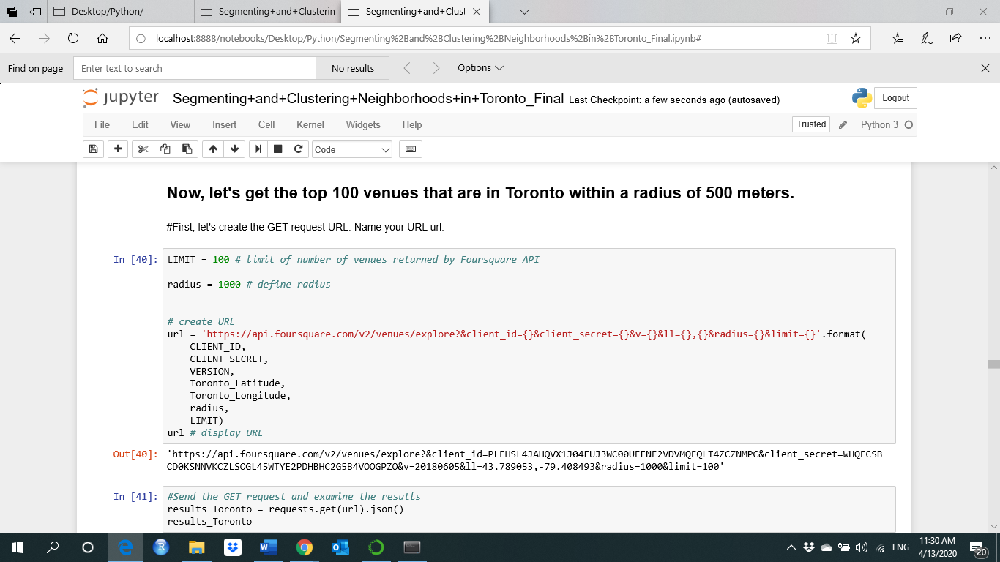 Desktop/Python/
Segmenting+and+Clusterin
Segmenting+and+Clust
localhost:8888/notebooks/Desktop/Python/Segmenting%2Band%2BClustering%2BNeighborhoods%2Bin%2BToronto_Final.ipynb#
Find on page
Enter text to search
No results
Options
jupyter
Segmenting+and+Clustering+Neighborhoods+in+Toronto_Final Last Checkpoint: a few seconds ago (autosaved)
Logout
File Edit View Insert Cell Kernel Widgets Help
Trusted
Python 3
Code
Now, let's get the top 100 venues that are in Toronto within a radius of 500 meters.
#First, let's create the GET request URL. Name your URL url.
In [40]: LIMIT = 100 # limit of number of venues returned by Foursquare API
radius = 1000 # define radius
# create URL
url = 'https://api.foursquare.com/v2/venues/explore?&client_id={}&client_secret={}&v={}&ll={},{}&radius={}&limit={}'.format(
CLIENT_ID,
CLIENT_SECRET,
VERSION,
Toronto_Latitude,
Toronto_Longitude,
radius,
LIMIT)
url # display URL
Out[40]: 'https://api.foursquare.com/v2/venues/explore?&client_id=PLFHSL4JAHQVX1J04FUJ3WC00UEFNE2VDVMQFQLT4ZCZNMPC&client_secret=WHQECSB
CD0KSNNVKCZLSOGL45WTYE2PDHBHC2G5B4VOOGPZO&v=20180605&ll=43.789053,-79.408493&radius=1000&limit=100'
In [41]: #Send the GET request and examine the resutls
results_Toronto = requests.get(url).json()
results_Toronto
ENG
11:30 AM
4/13/2020
20